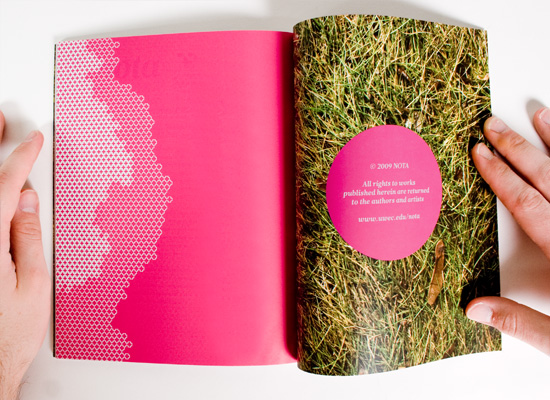 © 2009 NOTA
All rights to works
published herein are returned
to the authors and artists
www.uwec.edu/nota